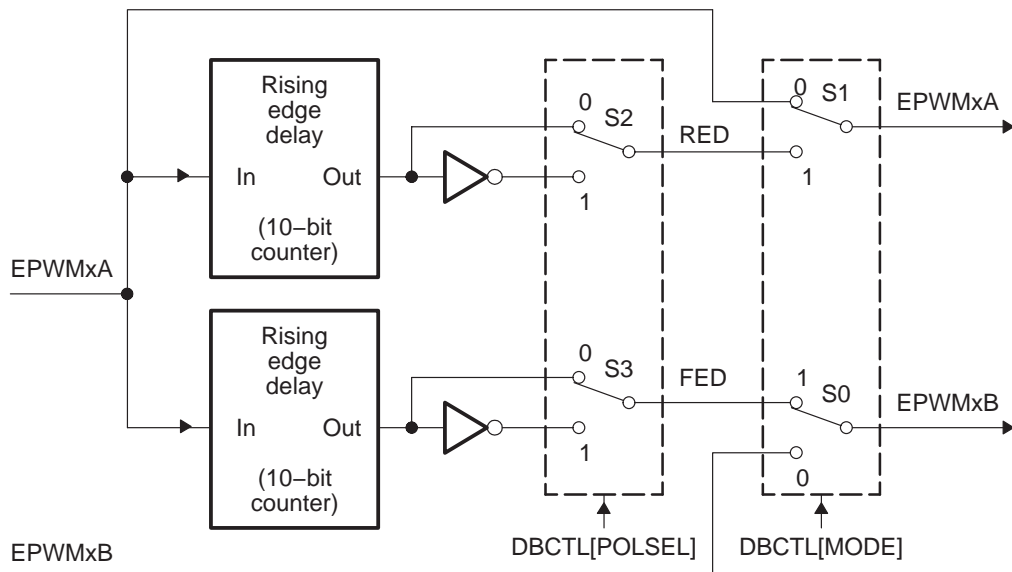 Rising
edge
delay
In Out
(10−bit
counter)
0
S2
1
RED
0 S1
1
EPWMxA
EPWMxA
Rising
edge
delay
In Out
(10−bit
counter)
0
S3
1
FED
1
S0
0
EPWMxB
EPWMxB
DBCTL[POLSEL]
DBCTL[MODE]